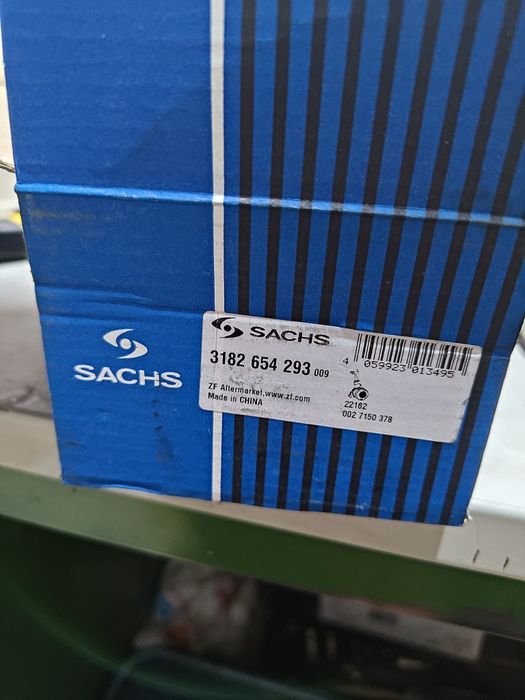 SACHS
SACHS
3182 654 293 009
4 059923 013495
ZF Aftermarket, www.zf.com
Made in CHINA
22162
002 7150 378